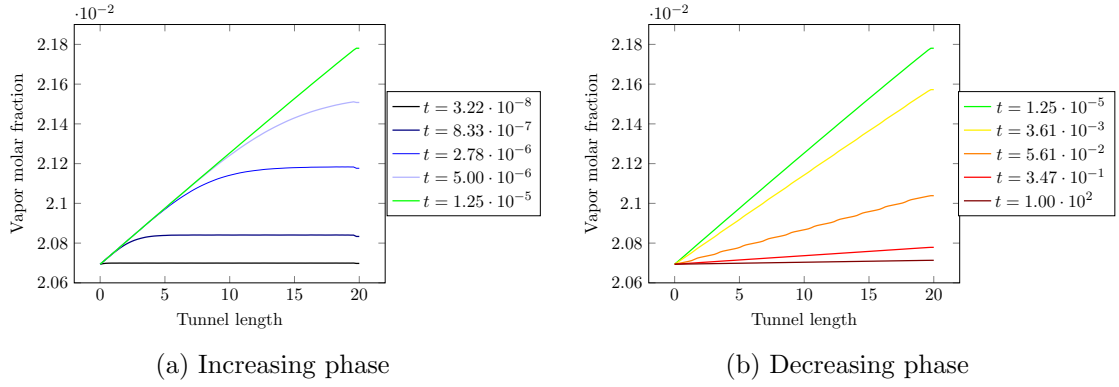 ·10⁻²
2.18
2.16
2.14
2.12
2.1
2.08
2.06
0
5
10
15
20
Vapor molar fraction
Tunnel length
t = 3.22 · 10⁻⁸
t = 8.33 · 10⁻⁷
t = 2.78 · 10⁻⁶
t = 5.00 · 10⁻⁶
t = 1.25 · 10⁻⁵
(a) Increasing phase
·10⁻²
2.18
2.16
2.14
2.12
2.1
2.08
2.06
0
5
10
15
20
Vapor molar fraction
Tunnel length
t = 1.25 · 10⁻⁵
t = 3.61 · 10⁻³
t = 5.61 · 10⁻²
t = 3.47 · 10⁻¹
t = 1.00 · 10²
(b) Decreasing phase